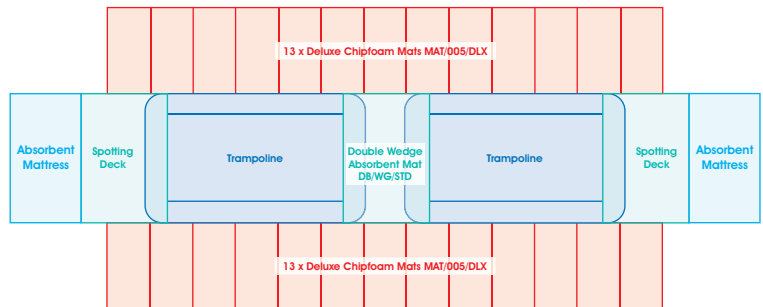 13 x Deluxe Chipfoam Mats MAT/005/DLX
Absorbent
Mattress
Spotting
Deck
Trampoline
Double Wedge
Absorbent Mat
DB/WG/STD
Trampoline
Spotting
Deck
Absorbent
Mattress
13 x Deluxe Chipfoam Mats MAT/005/DLX